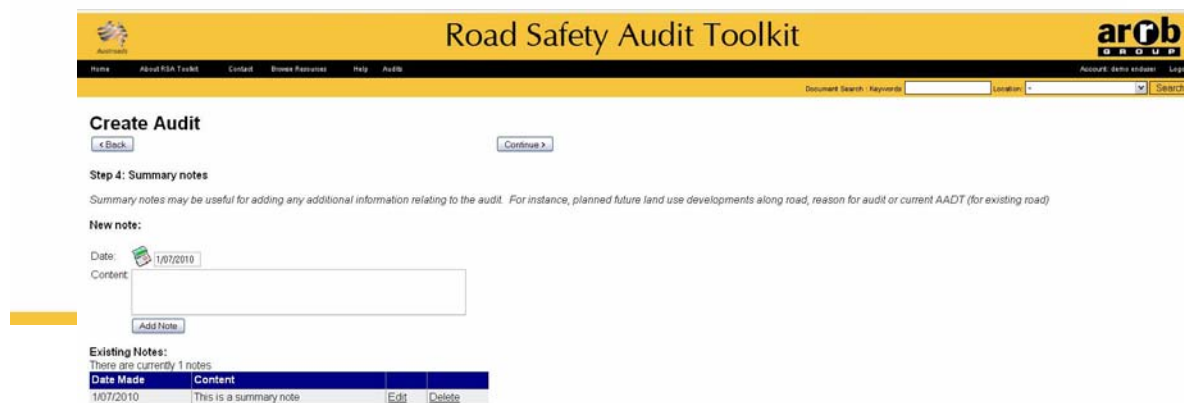 Austroads
Road Safety Audit Toolkit
arrb
GROUP
Home About RSA Toolkit Contact Browse Resources Help Audits Account: demo enduser Logo
Document Search : Keywords Location: - Search
Create Audit
< Back Continue >
Step 4: Summary notes
Summary notes may be useful for adding any additional information relating to the audit. For instance, planned future land use developments along road, reason for audit or current AADT (for existing road)
New note:
Date: 1/07/2010
Content:
Add Note
Existing Notes:
There are currently 1 notes
Date Made Content
1/07/2010 This is a summary note Edit Delete